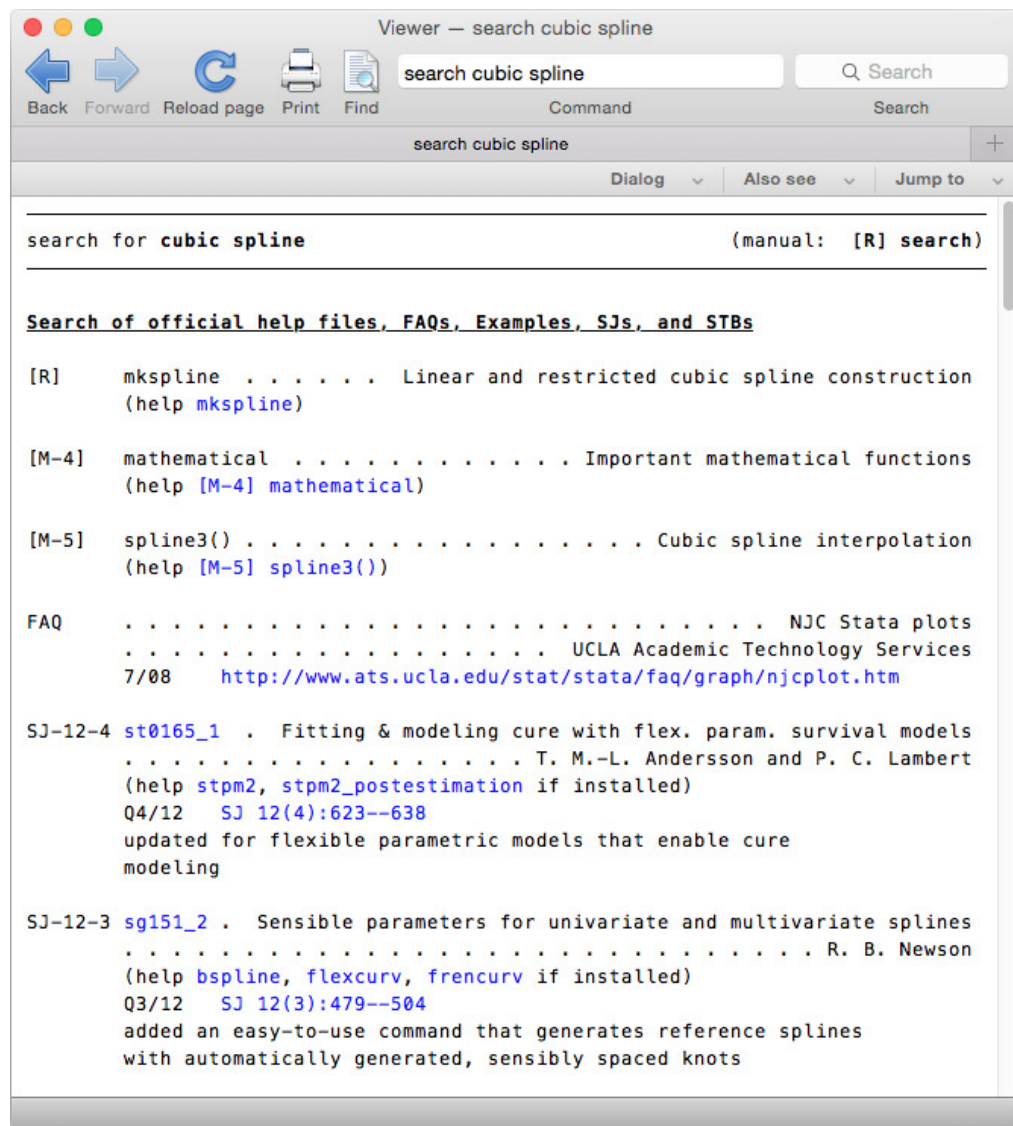 Viewer — search cubic spline
search cubic spline
Search
Back Forward Reload page Print Find Command Search
search cubic spline +
Dialog Also see Jump to
search for cubic spline (manual: [R] search)
Search of official help files, FAQs, Examples, SJs, and STBs
[R] mkspline . . . . . . Linear and restricted cubic spline construction
(help mkspline)
[M-4] mathematical . . . . . . . . . . . . Important mathematical functions
(help [M-4] mathematical)
[M-5] spline3() . . . . . . . . . . . . . . . . . Cubic spline interpolation
(help [M-5] spline3())
FAQ . . . . . . . . . . . . . . . . . . . . . . . . . . . NJC Stata plots
. . . . . . . . . . . . . . . . . . UCLA Academic Technology Services
7/08 http://www.ats.ucla.edu/stat/stata/faq/graph/njcplot.htm
SJ-12-4 st0165_1 . Fitting & modeling cure with flex. param. survival models
. . . . . . . . . . . . . . . . . T. M.-L. Andersson and P. C. Lambert
(help stpm2, stpm2_postestimation if installed)
Q4/12 SJ 12(4):623--638
updated for flexible parametric models that enable cure
modeling
SJ-12-3 sg151_2 . Sensible parameters for univariate and multivariate splines
. . . . . . . . . . . . . . . . . . . . . . . . . . . . . R. B. Newson
(help bspline, flexcurv, frencurv if installed)
Q3/12 SJ 12(3):479--504
added an easy-to-use command that generates reference splines
with automatically generated, sensibly spaced knots